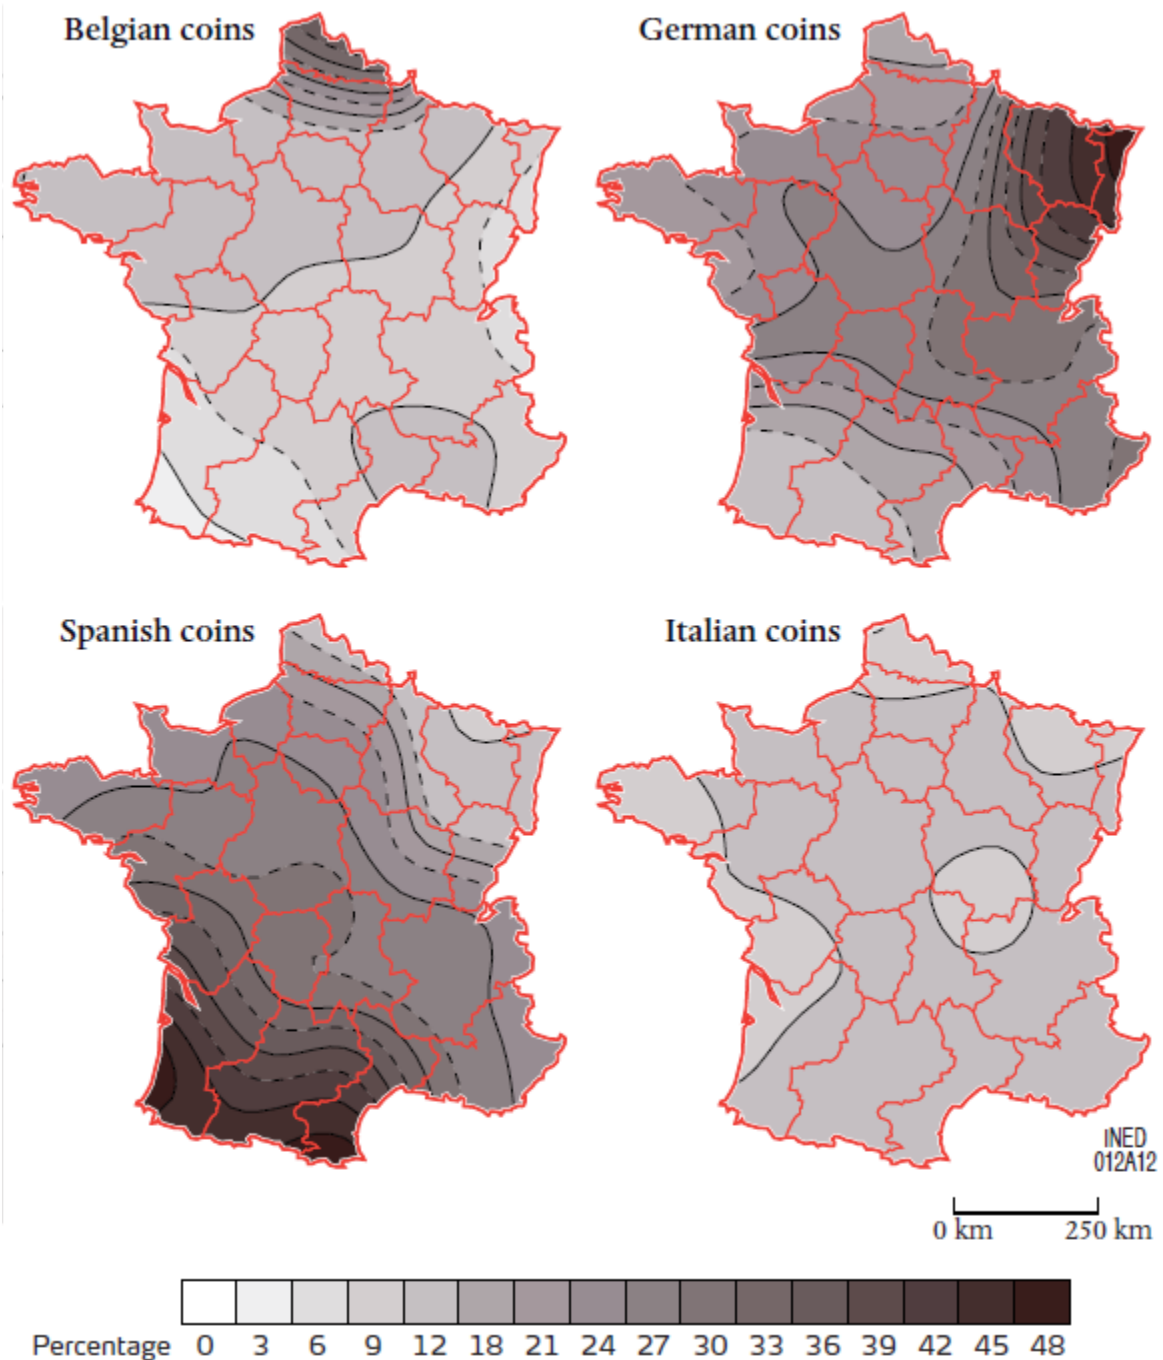 Belgian coins
German coins
Spanish coins
Italian coins
INED
012A12
0 km 250 km
Percentage 0 3 6 9 12 18 21 24 27 30 33 36 39 42 45 48